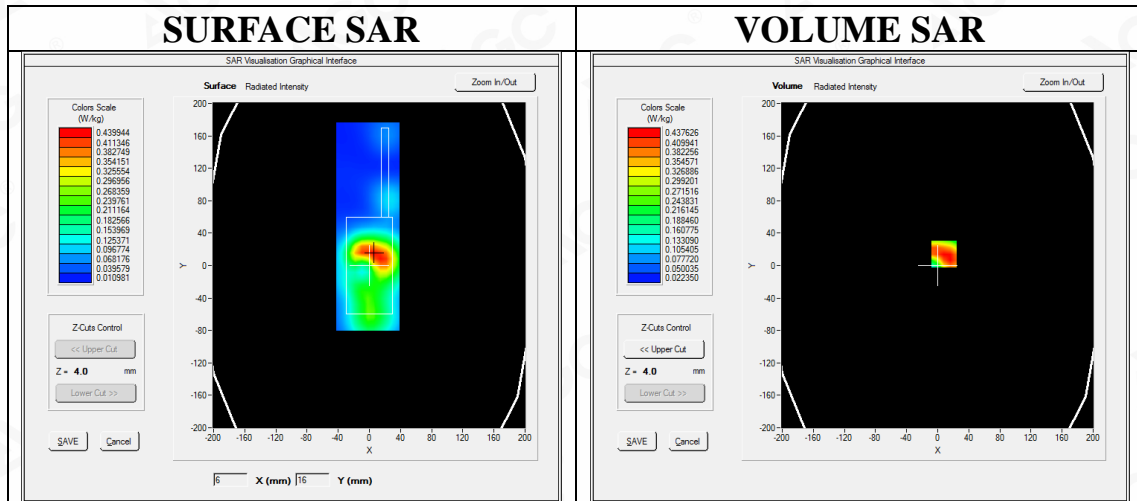 SURFACE SAR
SAR Visualisation Graphical Interface
Surface Radiated Intensity
Zoom In/Out
Colors Scale
(W/kg)
0.439944
0.411346
0.382749
0.354151
0.325554
0.296956
0.268359
0.239761
0.211164
0.182566
0.153969
0.125371
0.096774
0.068176
0.039579
0.010981
Z-Cuts Control
<< Upper Cut
Z = 4.0 mm
Lower Cut >>
SAVE Cancel
200
160
120
80
40
0
-40
-80
-120
-160
-200
Y
-200 -160 -120 -80 -40 0 40 80 120 160 200
X
6 X (mm) 16 Y (mm)
VOLUME SAR
SAR Visualisation Graphical Interface
Volume Radiated Intensity
Zoom In/Out
Colors Scale
(W/kg)
0.437626
0.409941
0.382256
0.354571
0.326886
0.299201
0.271516
0.243831
0.216145
0.188460
0.160775
0.133090
0.105405
0.077720
0.050035
0.022350
Z-Cuts Control
<< Upper Cut
Z = 4.0 mm
Lower Cut >>
SAVE Cancel
200
160
120
80
40
0
-40
-80
-120
-160
-200
Y
-200 -160 -120 -80 -40 0 40 80 120 160 200
X